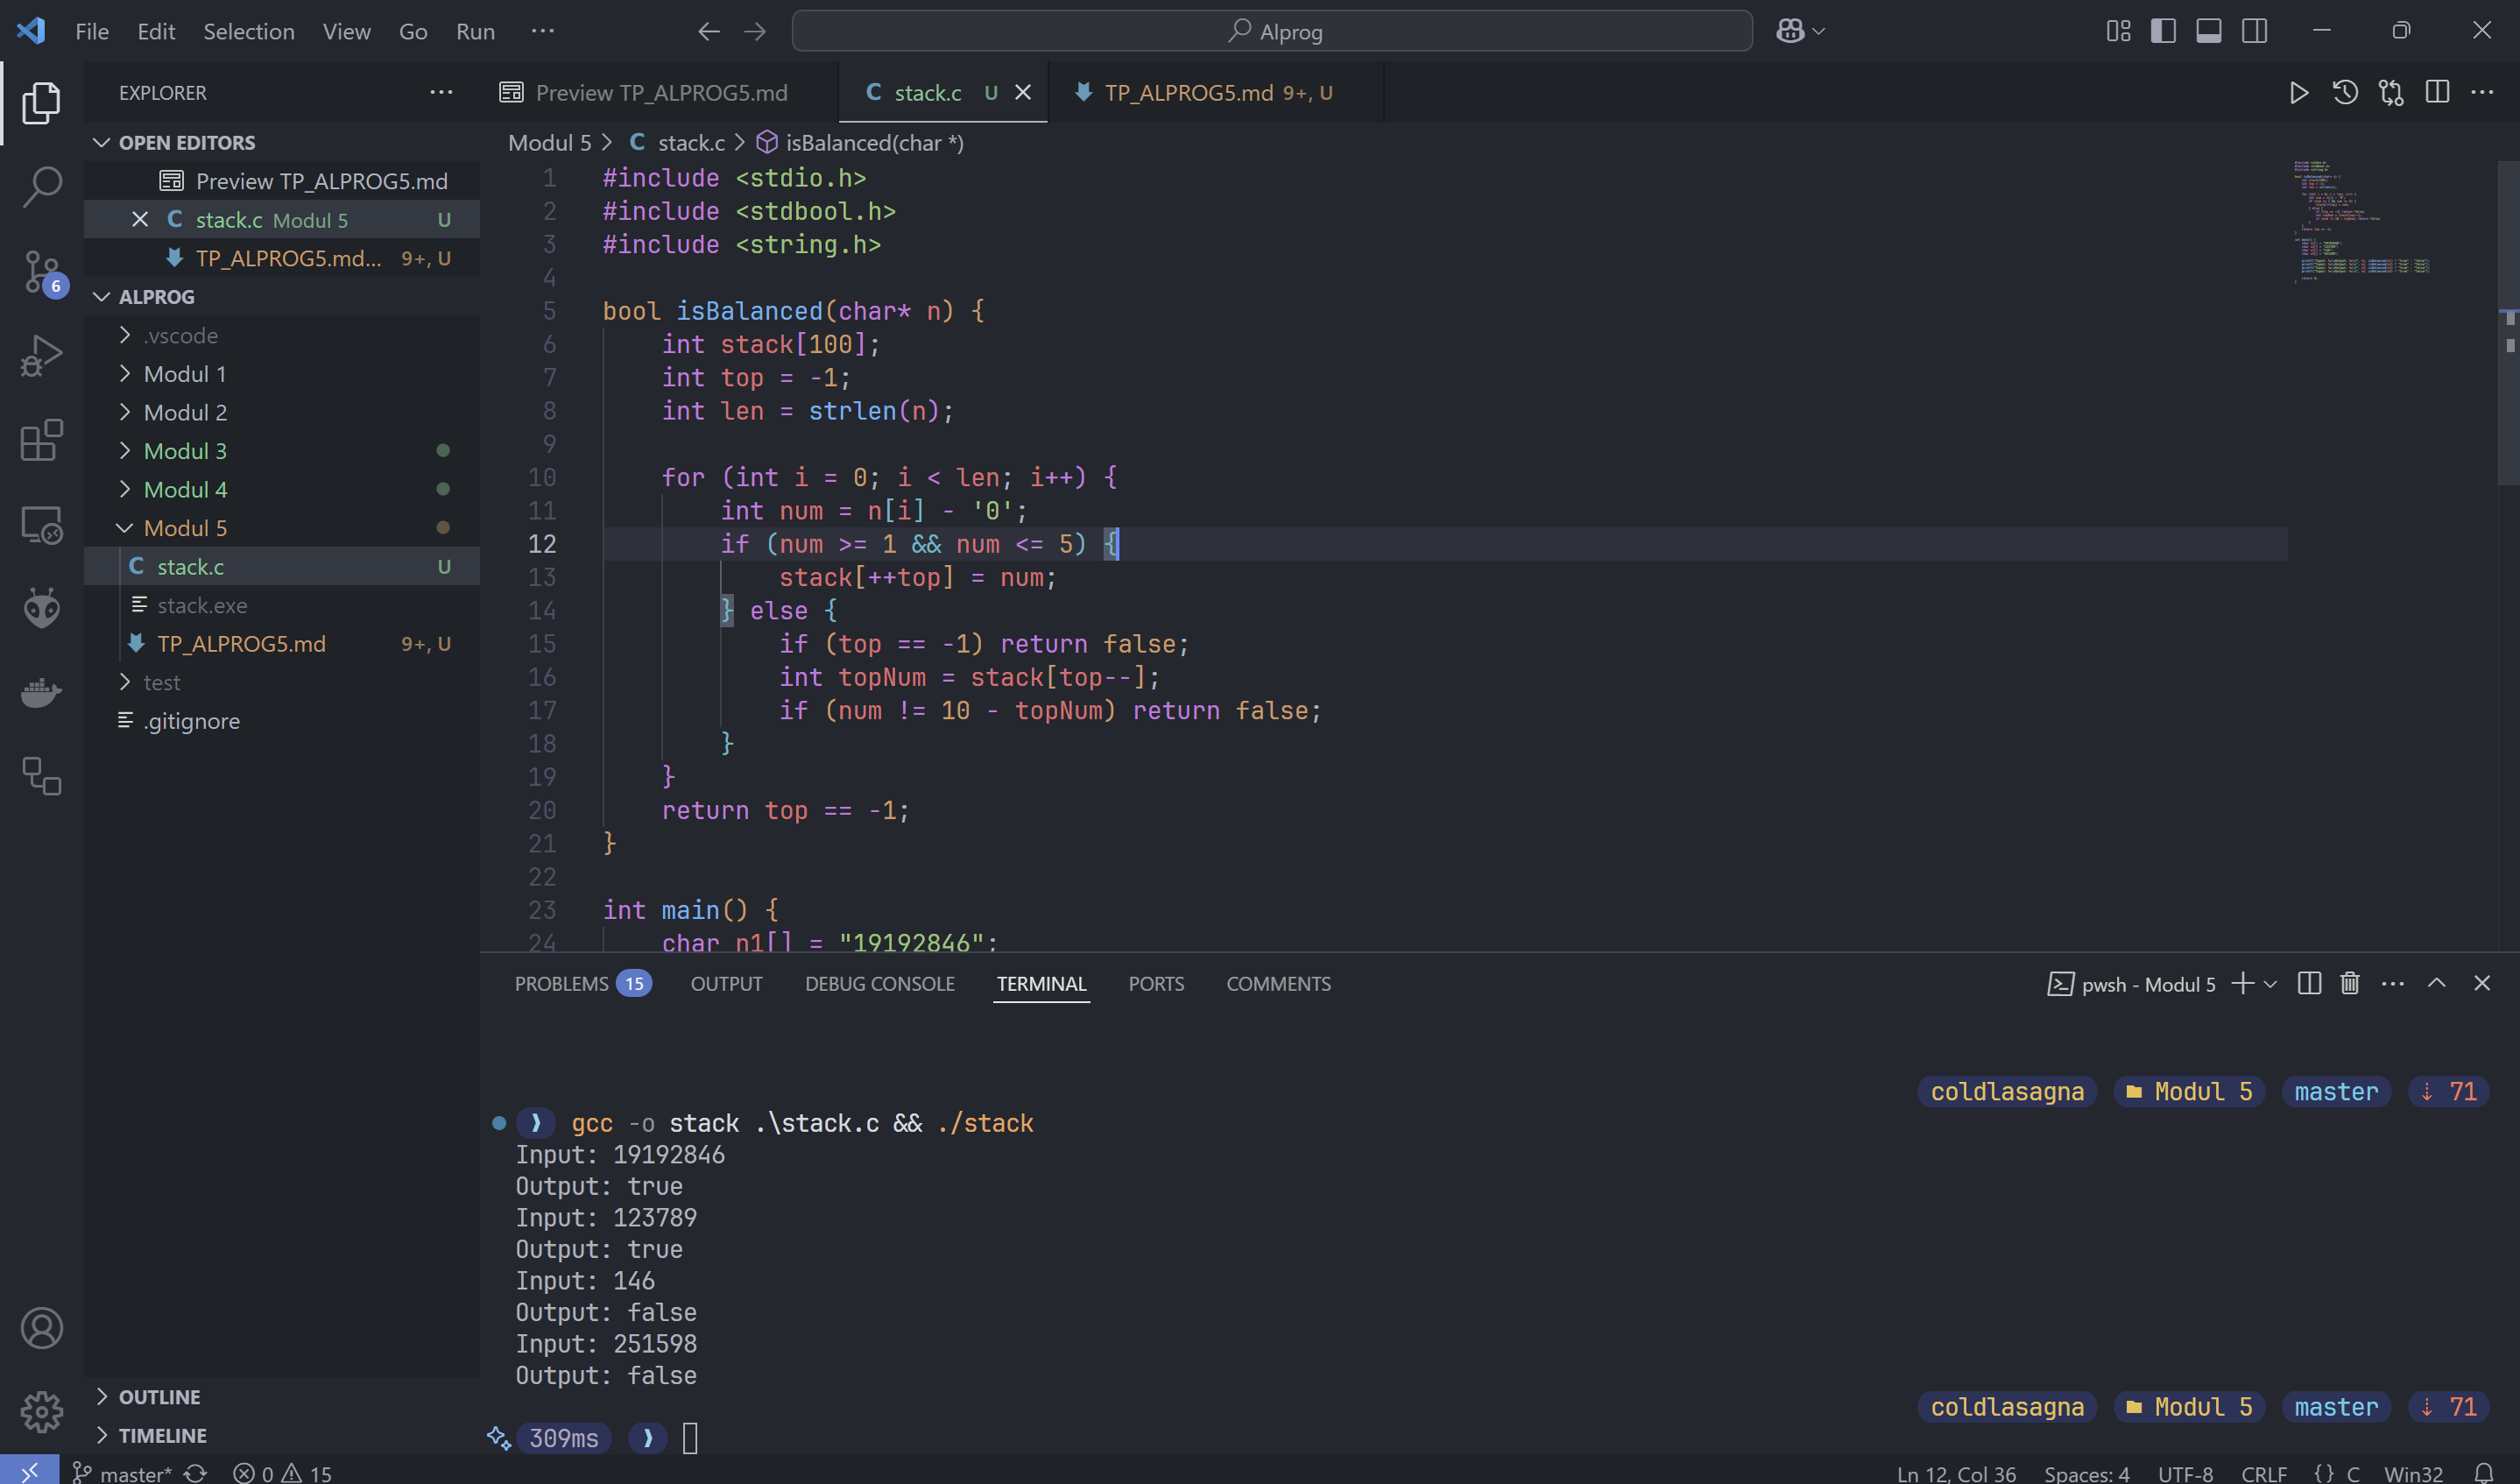 File Edit Selection View Go Run ···
Alprog
EXPLORER
Preview TP_ALPROG5.md
C stack.c U
TP_ALPROG5.md 9+, U
OPEN EDITORS
Modul 5 > C stack.c > isBalanced(char *)
Preview TP_ALPROG5.md
C stack.c Modul 5 U
TP_ALPROG5.md... 9+, U
ALPROG
.vscode
Modul 1
Modul 2
Modul 3
Modul 4
Modul 5
C stack.c U
stack.exe
TP_ALPROG5.md 9+, U
test
.gitignore
6
OUTLINE
TIMELINE
1 #include <stdio.h>
2 #include <stdbool.h>
3 #include <string.h>
4
5 bool isBalanced(char* n) {
6 int stack[100];
7 int top = -1;
8 int len = strlen(n);
9
10 for (int i = 0; i < len; i++) {
11 int num = n[i] - '0';
12 if (num >= 1 && num <= 5) {
13 stack[++top] = num;
14 } else {
15 if (top == -1) return false;
16 int topNum = stack[top--];
17 if (num != 10 - topNum) return false;
18 }
19 }
20 return top == -1;
21 }
22
23 int main() {
24 char n1[] = "19192846";
PROBLEMS 15 OUTPUT DEBUG CONSOLE TERMINAL PORTS COMMENTS
pwsh - Modul 5
coldlasagna Modul 5 master ↓ 71
❯ gcc -o stack .\stack.c && ./stack
Input: 19192846
Output: true
Input: 123789
Output: true
Input: 146
Output: false
Input: 251598
Output: false
coldlasagna Modul 5 master ↓ 71
309ms ❯
master* 0 15
Ln 12, Col 36 Spaces: 4 UTF-8 CRLF {} C Win32